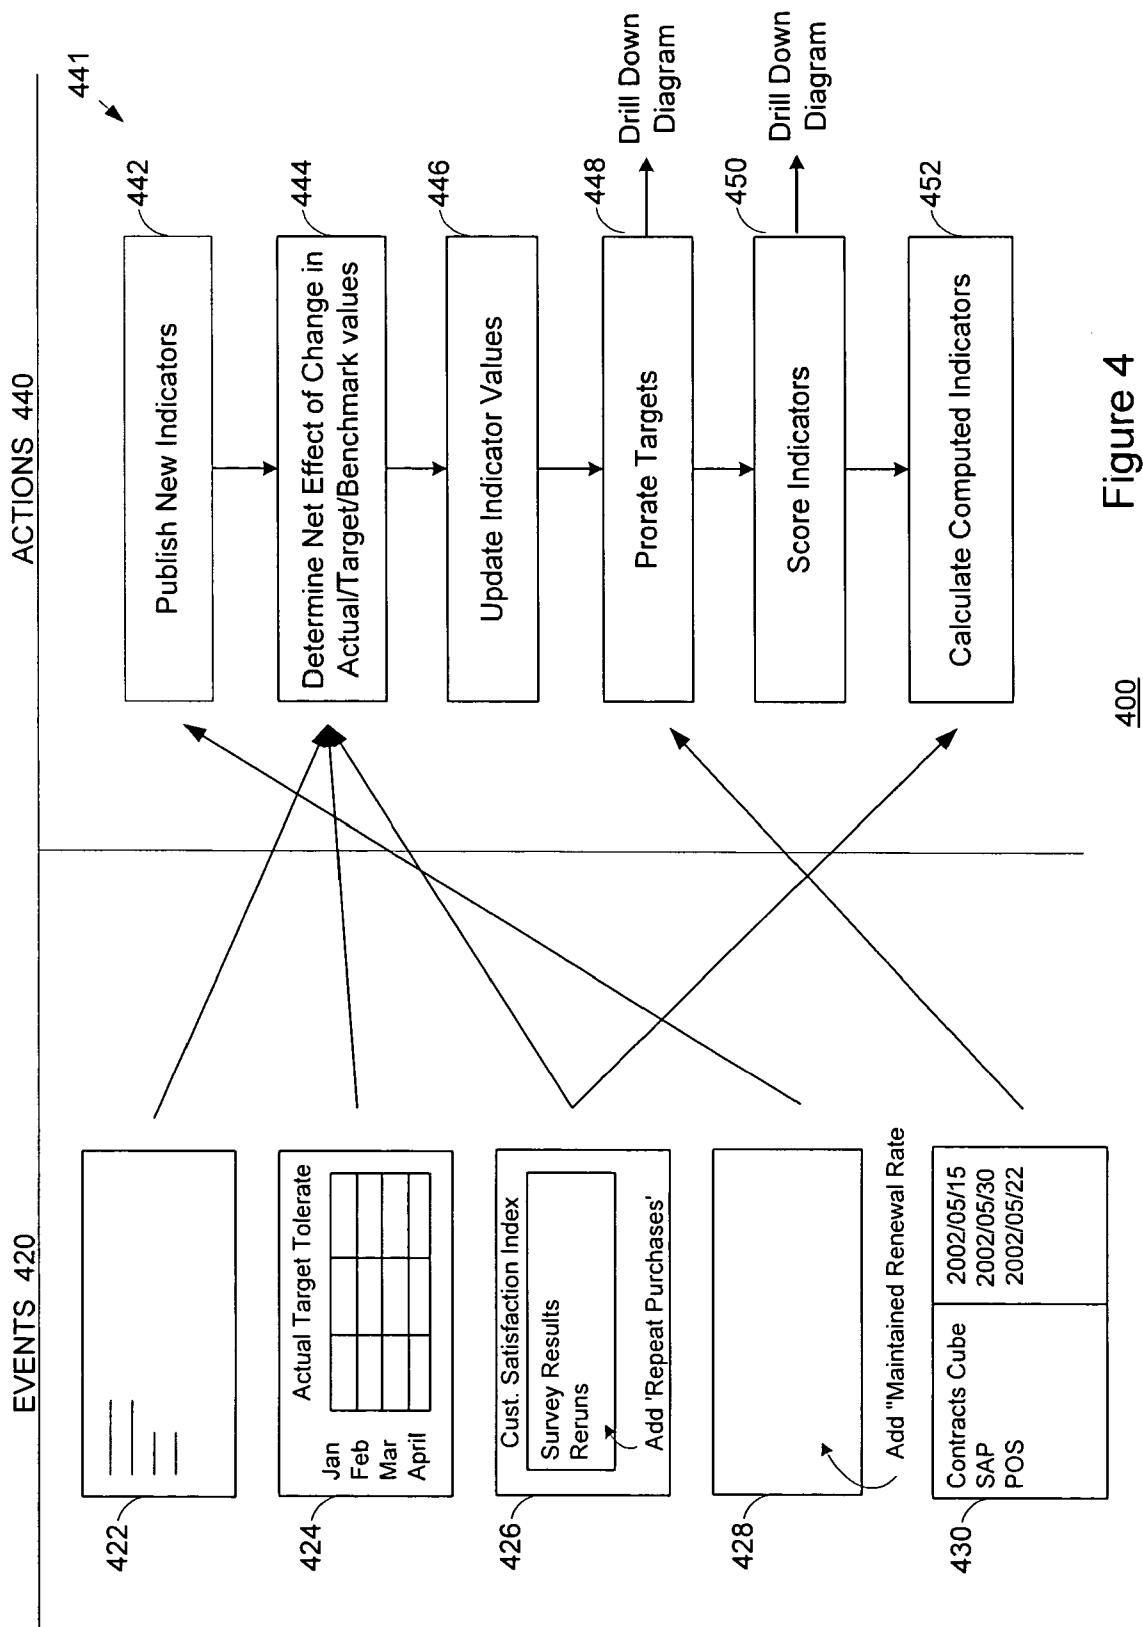 EVENTS 420
ACTIONS 440
441
422
424
Actual Target Tolerate
Jan
Feb
Mar
April
426
Cust. Satisfaction Index
Survey Results
Reruns
Add 'Repeat Purchases'
428
Add "Maintained Renewal Rate
430
Contracts Cube
SAP
POS
2002/05/15
2002/05/30
2002/05/22
442
Publish New Indicators
444
Determine Net Effect of Change in
Actual/Target/Benchmark values
446
Update Indicator Values
448
Prorate Targets
Drill Down
Diagram
450
Score Indicators
Drill Down
Diagram
452
Calculate Computed Indicators
400
Figure 4